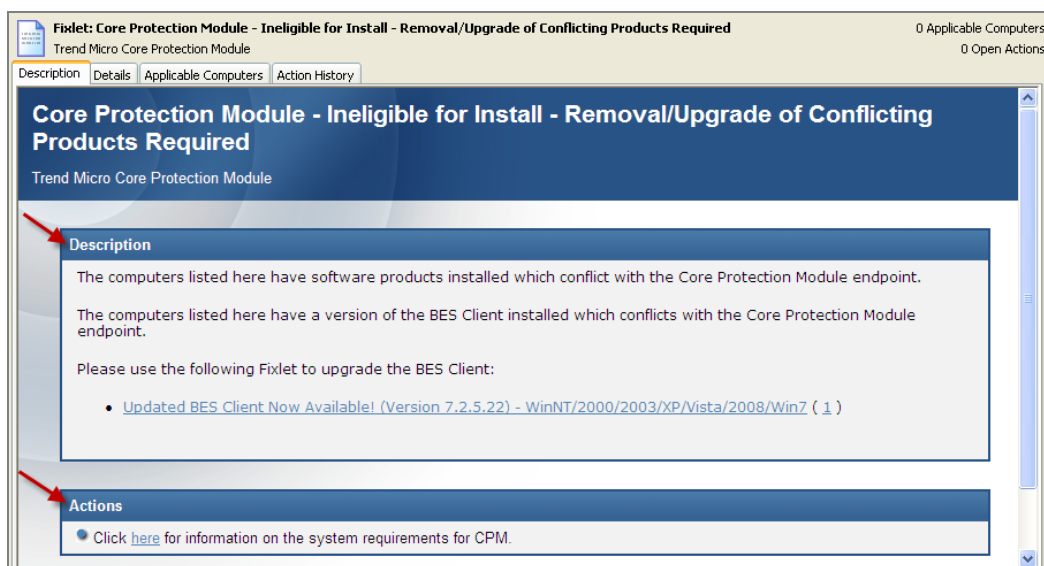 Fixlet: Core Protection Module - Ineligible for Install - Removal/Upgrade of Conflicting Products Required
0 Applicable Computers
Trend Micro Core Protection Module
0 Open Actions
Description Details Applicable Computers Action History
Core Protection Module - Ineligible for Install - Removal/Upgrade of Conflicting
Products Required
Trend Micro Core Protection Module
Description
The computers listed here have software products installed which conflict with the Core Protection Module endpoint.
The computers listed here have a version of the BES Client installed which conflicts with the Core Protection Module
endpoint.
Please use the following Fixlet to upgrade the BES Client:
Updated BES Client Now Available! (Version 7.2.5.22) - WinNT/2000/2003/XP/Vista/2008/Win7 ( 1 )
Actions
Click here for information on the system requirements for CPM.